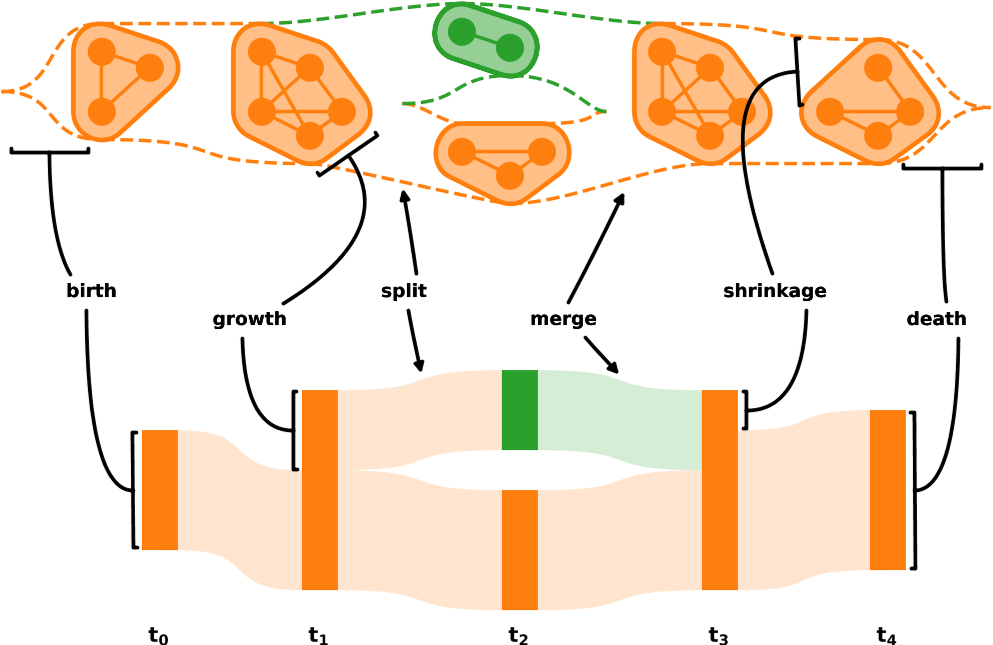 birth
split
shrinkage
growth
merge
death
t₀
t₁
t₂
t₃
t₄